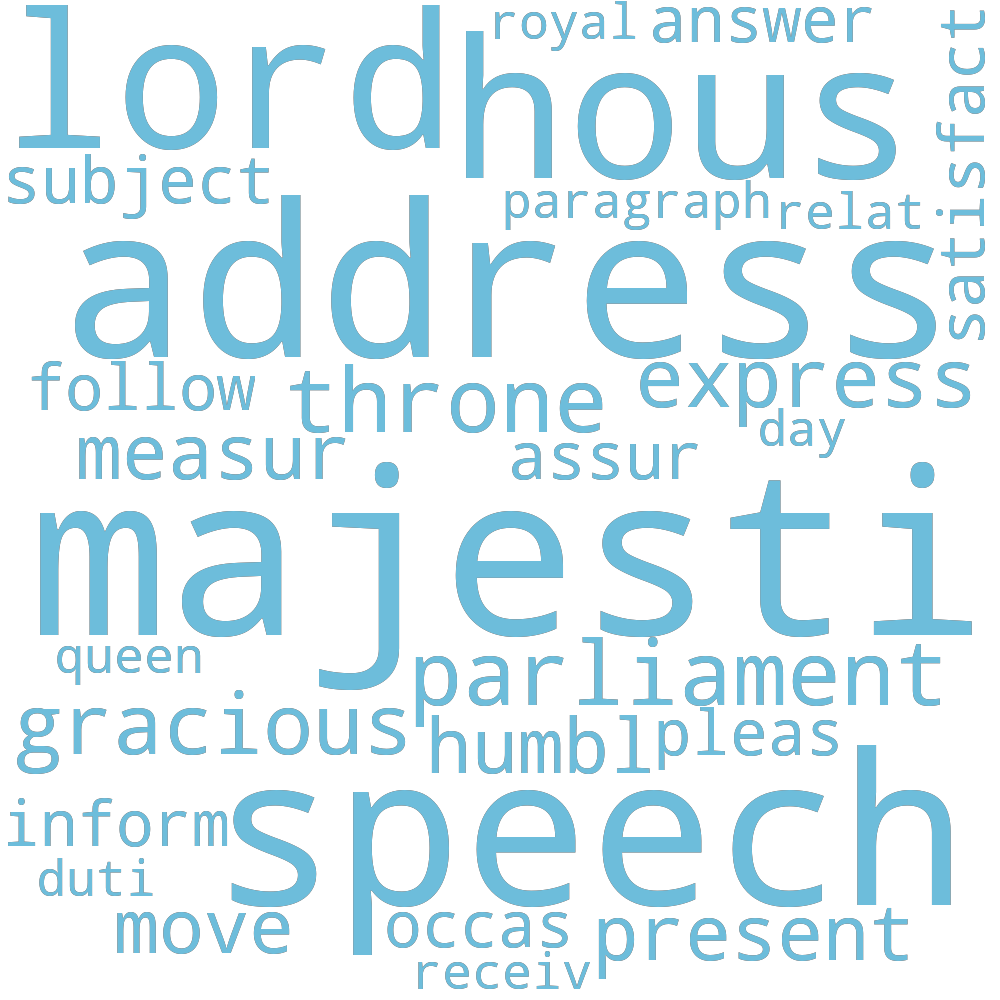 royal
answer
lord
hous
satisfact
subject
paragraph
relat
address
follow
throne
express
day
measur
assur
majesti
queen
parliament
gracious
humbl
pleas
speech
inform
duti
move
occas
present
receiv